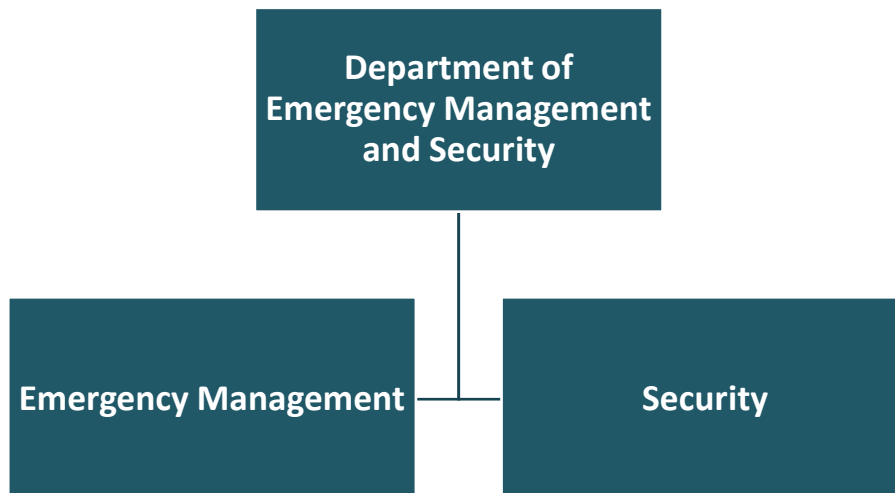 Department of
Emergency Management
and Security
Emergency Management
Security